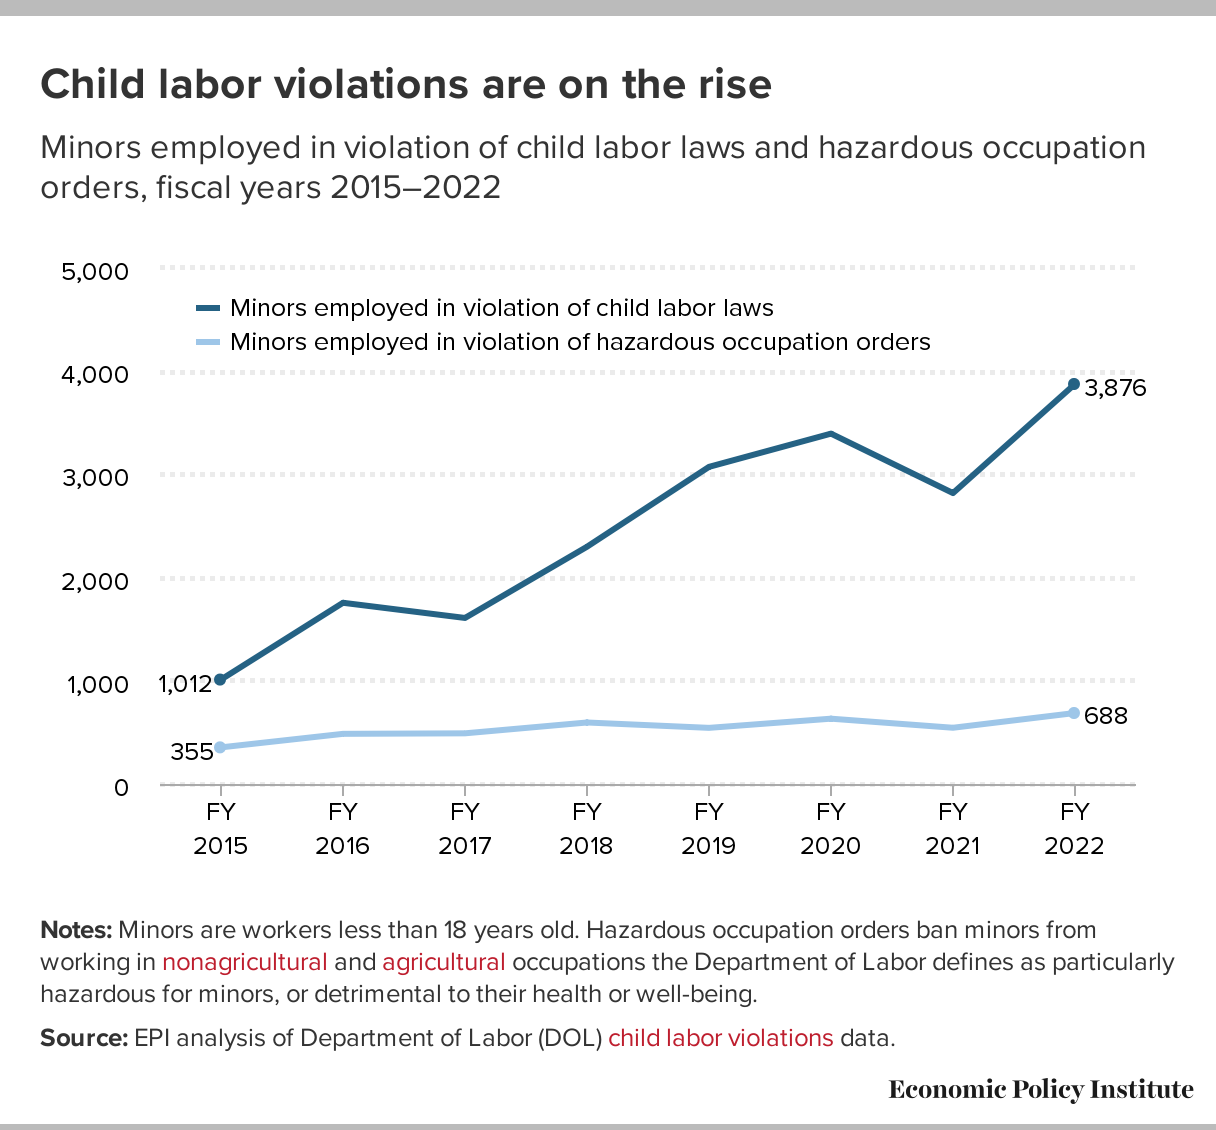 Child labor violations are on the rise
Minors employed in violation of child labor laws and hazardous occupation
orders, fiscal years 2015–2022
5,000
Minors employed in violation of child labor laws
Minors employed in violation of hazardous occupation orders
4,000
3,876
3,000
2,000
1,000
1,012
688
355
0
FY FY FY FY FY FY FY FY
2015 2016 2017 2018 2019 2020 2021 2022
Notes: Minors are workers less than 18 years old. Hazardous occupation orders ban minors from
working in nonagricultural and agricultural occupations the Department of Labor defines as particularly
hazardous for minors, or detrimental to their health or well-being.
Source: EPI analysis of Department of Labor (DOL) child labor violations data.
Economic Policy Institute